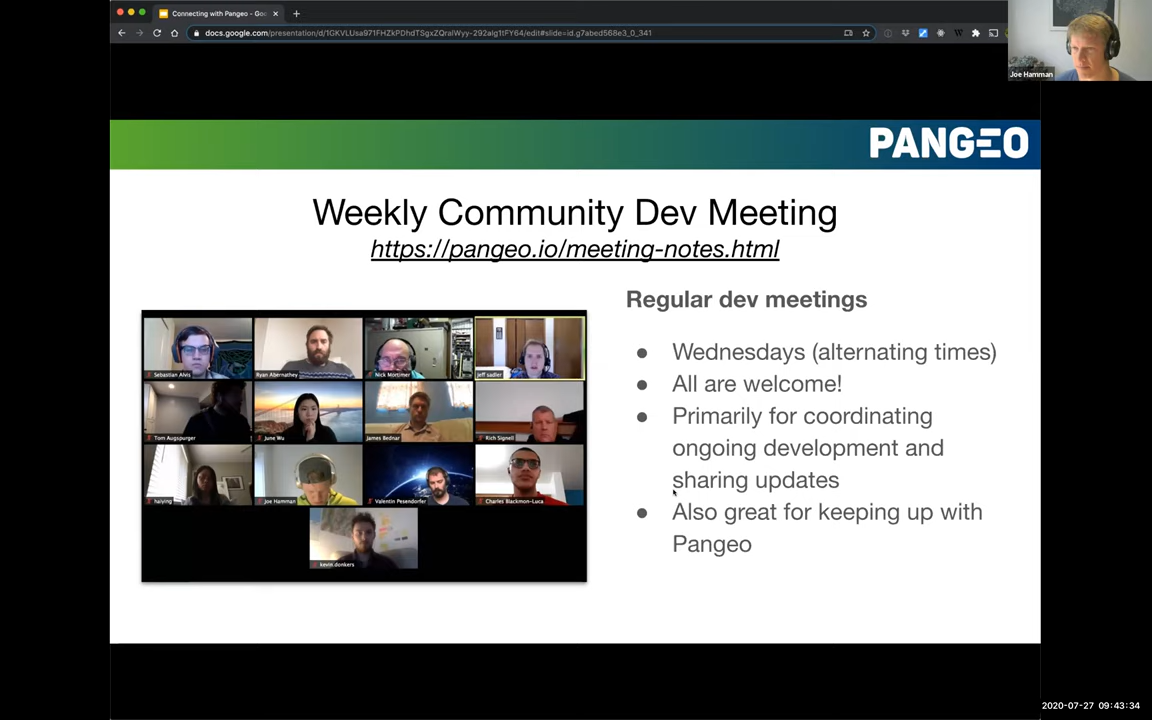 Connecting with Pangeo - Goo
docs.google.com/presentation/d/1GKVLUsa971FHZkPDhdTSgxZQralWyy-292alg1tFY64/edit#slide=id.g7abed568e3_0_341
Joe Hamman
PANGEO
Weekly Community Dev Meeting
https://pangeo.io/meeting-notes.html
Regular dev meetings
● Wednesdays (alternating times)
● All are welcome!
● Primarily for coordinating
ongoing development and
sharing updates
● Also great for keeping up with
Pangeo
Sebastian Alvis
Ryan Abernathey
Nick Mortimer
jeff sadler
Tom Augspurger
June Wu
James Bednar
Rich Signell
haiying
Joe Hamman
Valentin Pesendorfer
Charles Blackmon-Luca
kevin donkers
2020-07-27 09:43:34